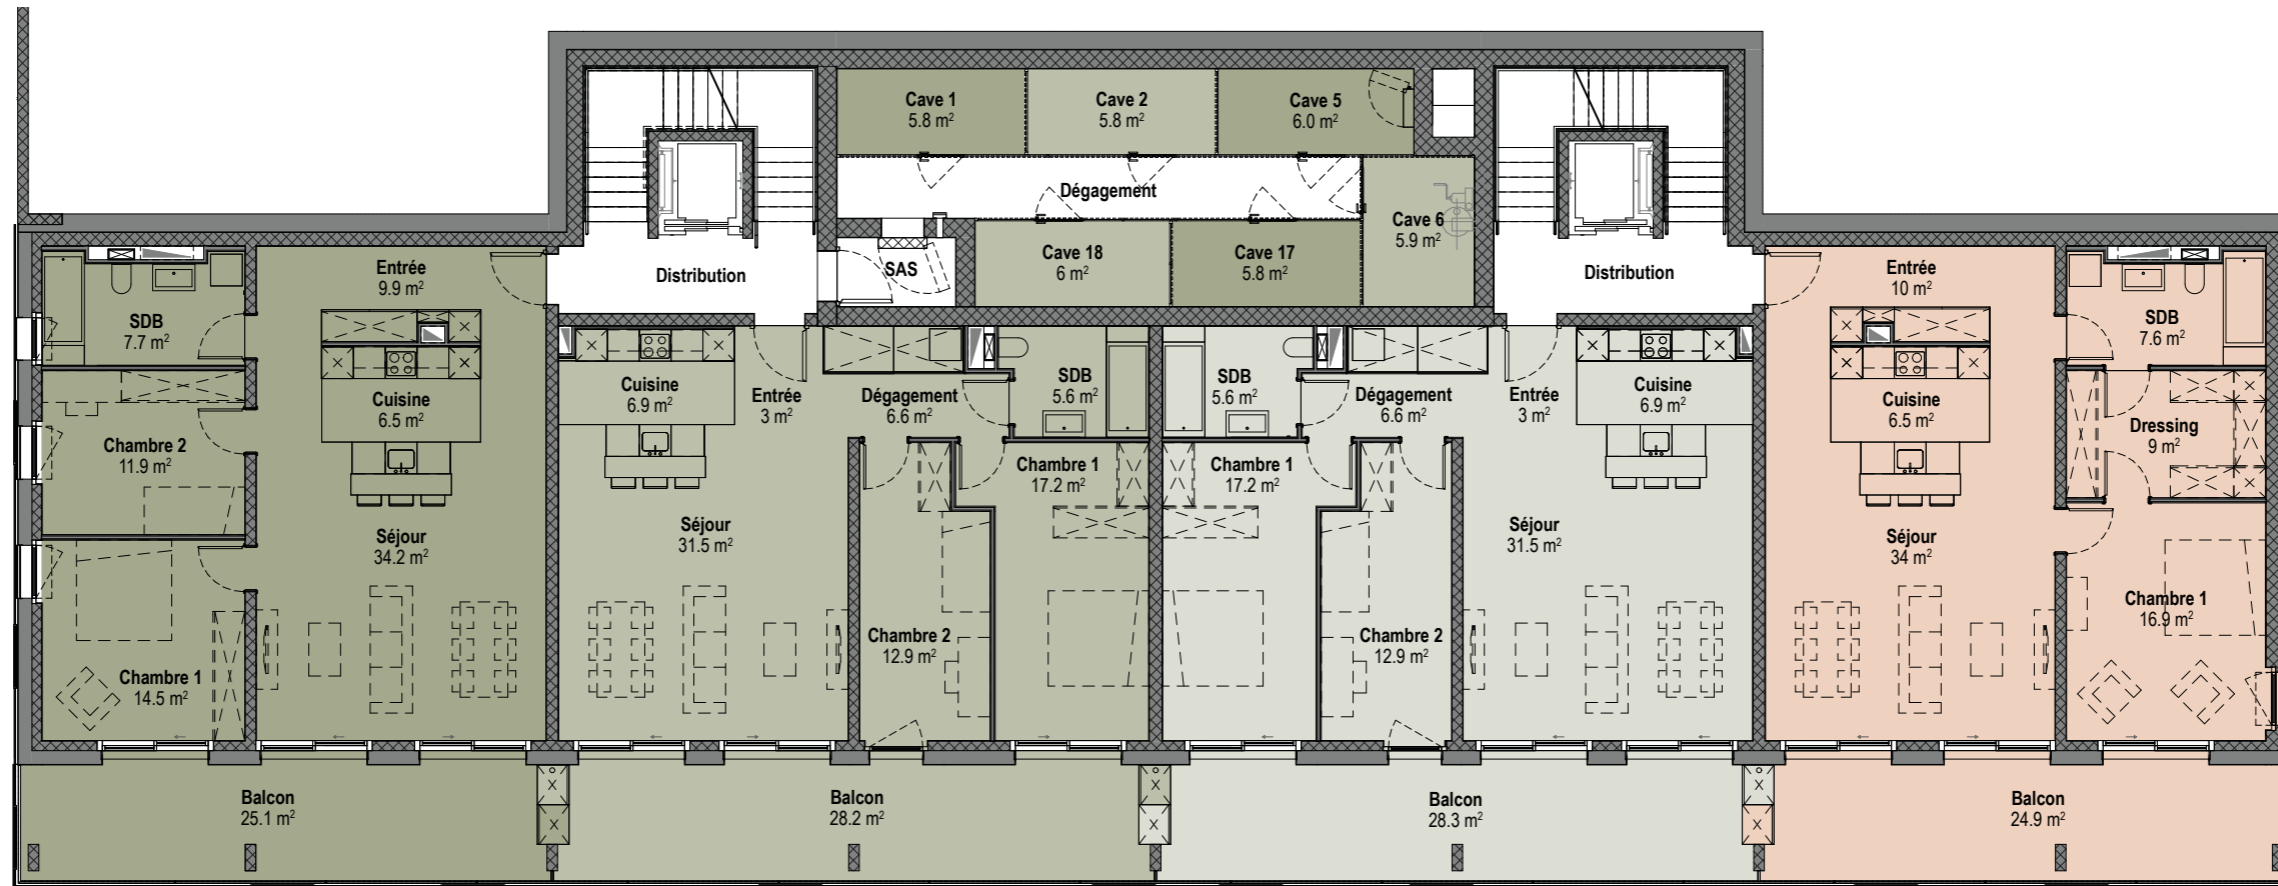 Cave 1
5.8 m²
Cave 2
5.8 m²
Cave 5
6.0 m²
Dégagement
Cave 6
5.9 m²
Cave 18
6 m²
Cave 17
5.8 m²
SAS
Distribution
Distribution
Entrée
9.9 m²
SDB
7.7 m²
Cuisine
6.5 m²
Chambre 2
11.9 m²
Séjour
34.2 m²
Chambre 1
14.5 m²
Balcon
25.1 m²
Cuisine
6.9 m²
Entrée
3 m²
Dégagement
6.6 m²
SDB
5.6 m²
Chambre 1
17.2 m²
Séjour
31.5 m²
Chambre 2
12.9 m²
Balcon
28.2 m²
SDB
5.6 m²
Dégagement
6.6 m²
Entrée
3 m²
Cuisine
6.9 m²
Chambre 1
17.2 m²
Séjour
31.5 m²
Chambre 2
12.9 m²
Balcon
28.3 m²
Entrée
10 m²
SDB
7.6 m²
Cuisine
6.5 m²
Dressing
9 m²
Séjour
34 m²
Chambre 1
16.9 m²
Balcon
24.9 m²